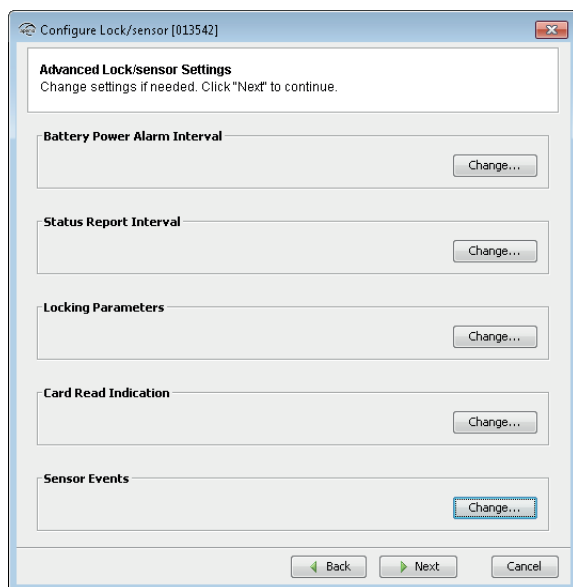 Configure Lock/sensor [013542]
Advanced Lock/sensor Settings
Change settings if needed. Click "Next" to continue.
Battery Power Alarm Interval
Change...
Status Report Interval
Change...
Locking Parameters
Change...
Card Read Indication
Change...
Sensor Events
Change...
Back Next Cancel